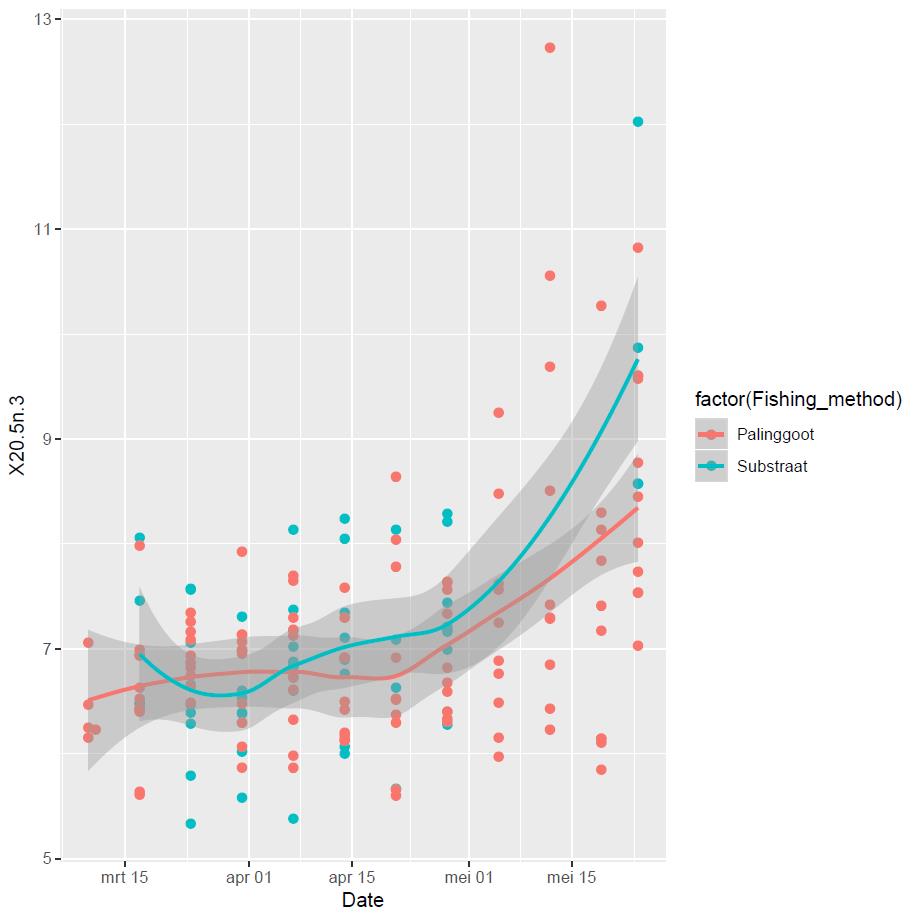 13
11
9
7
5
X20.5n.3
mrt 15
apr 01
apr 15
mei 01
mei 15
Date
factor(Fishing_method)
Palinggoot
Substraat